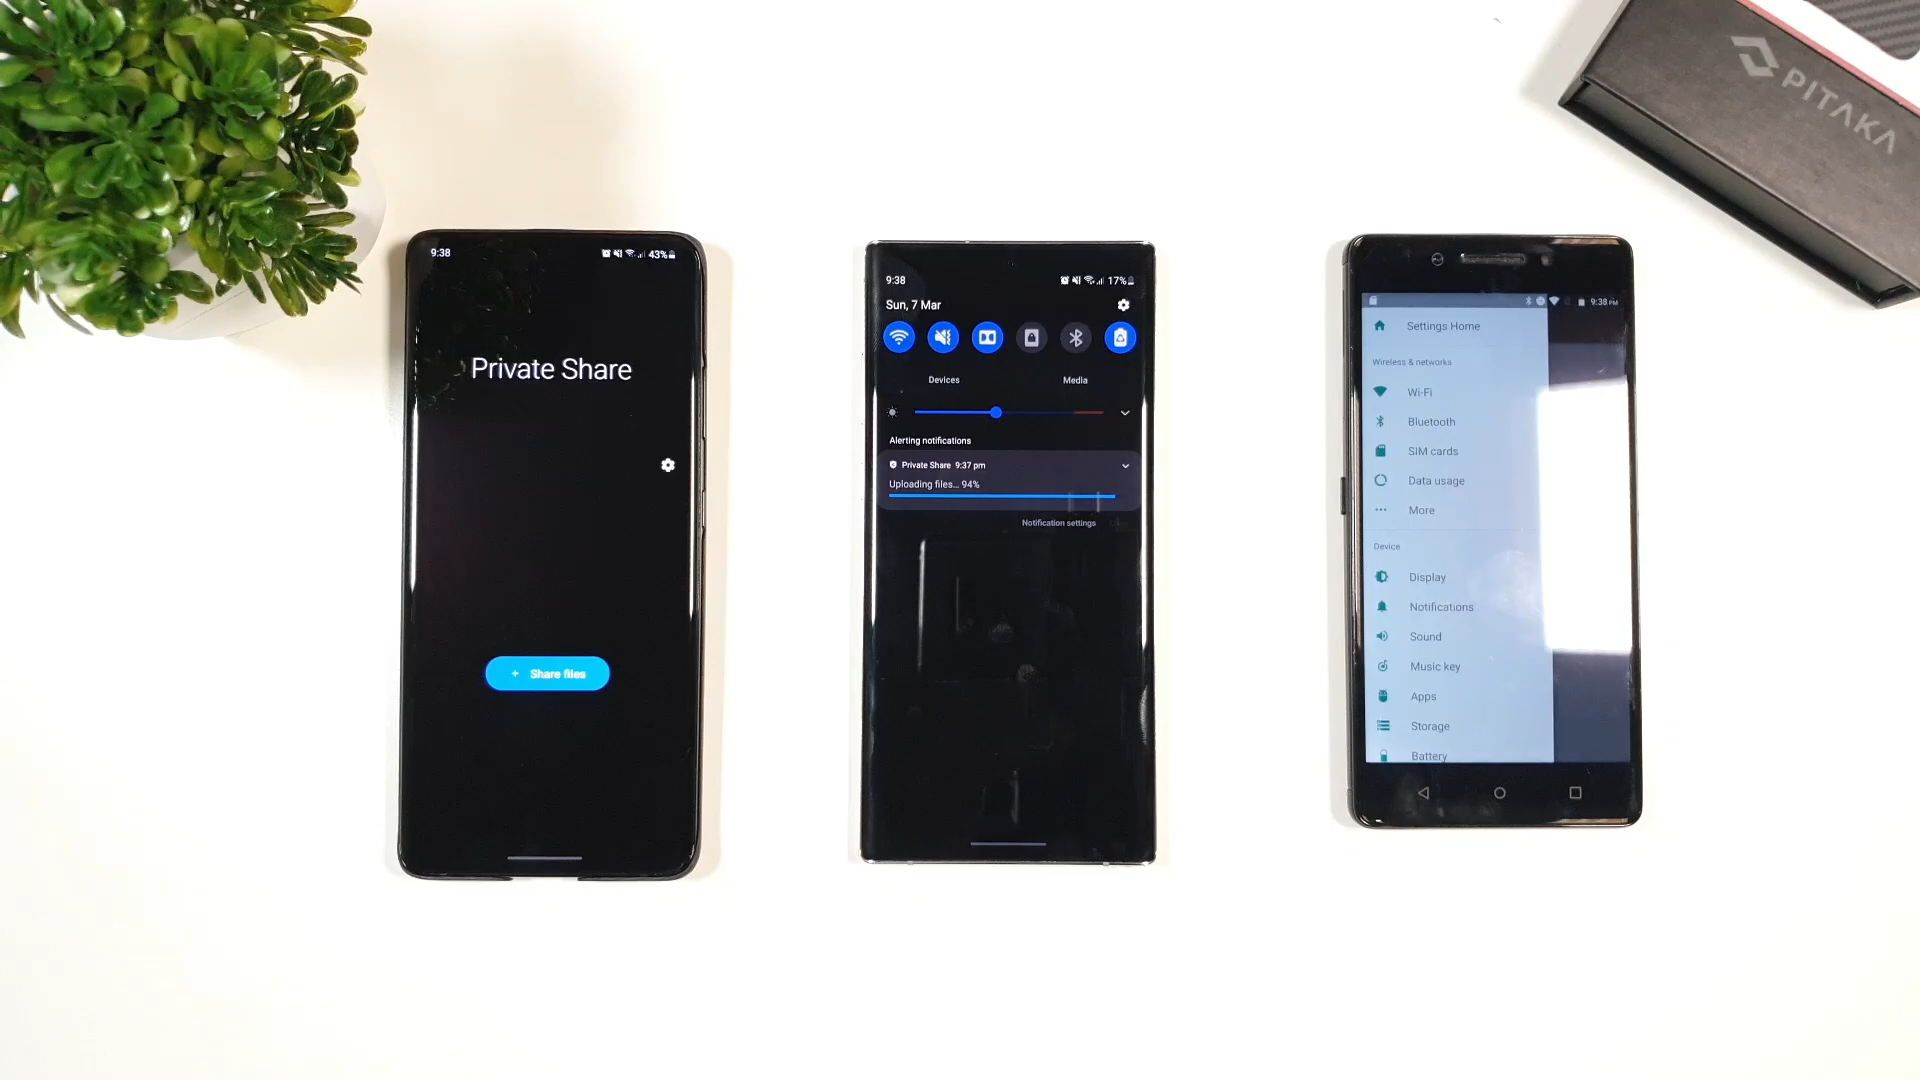 PITAKA
9:38
43%
Private Share
+ Share files
9:38
17%
Sun, 7 Mar
Devices
Media
Alerting notifications
Private Share 9:37 pm
Uploading files... 94%
Notification settings
9:38 PM
Settings Home
Wireless & networks
Wi-Fi
Bluetooth
SIM cards
Data usage
More
Device
Display
Notifications
Sound
Music key
Apps
Storage
Battery